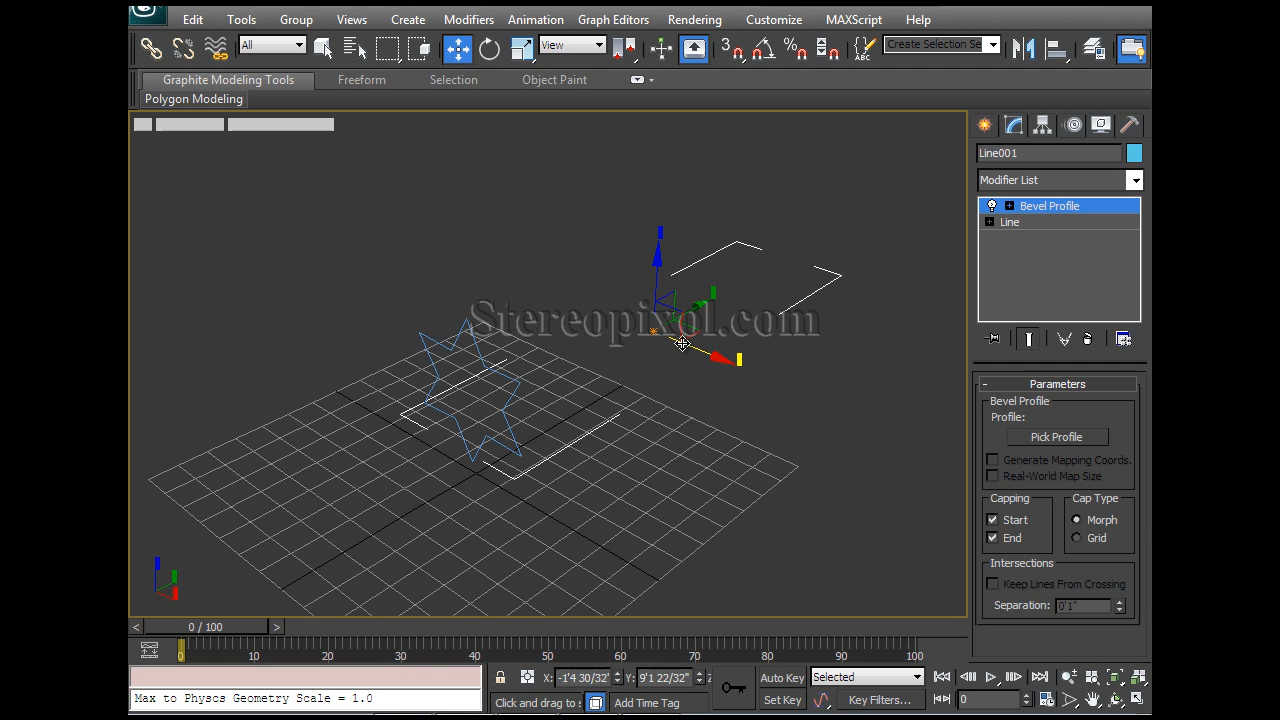 Edit Tools Group Views Create Modifiers Animation Graph Editors Rendering Customize MAXScript Help
All View 3 % ABC Create Selection Se
Graphite Modeling Tools Freeform Selection Object Paint
Polygon Modeling
Line001
Modifier List
Bevel Profile
Line
Stereopixol.com
- Parameters
Bevel Profile
Profile:
Pick Profile
Generate Mapping Coords.
Real-World Map Size
Capping Cap Type
Start Morph
End Grid
Intersections
Keep Lines From Crossing
Separation: 0'1"
< 0 / 100 >
0 10 20 30 40 50 60 70 80 90 100
X: -1'4 30/32" Y: 9'1 22/32" Auto Key Selected
Max to Physcs Geometry Scale = 1.0 Click and drag to Add Time Tag Set Key Key Filters... 0